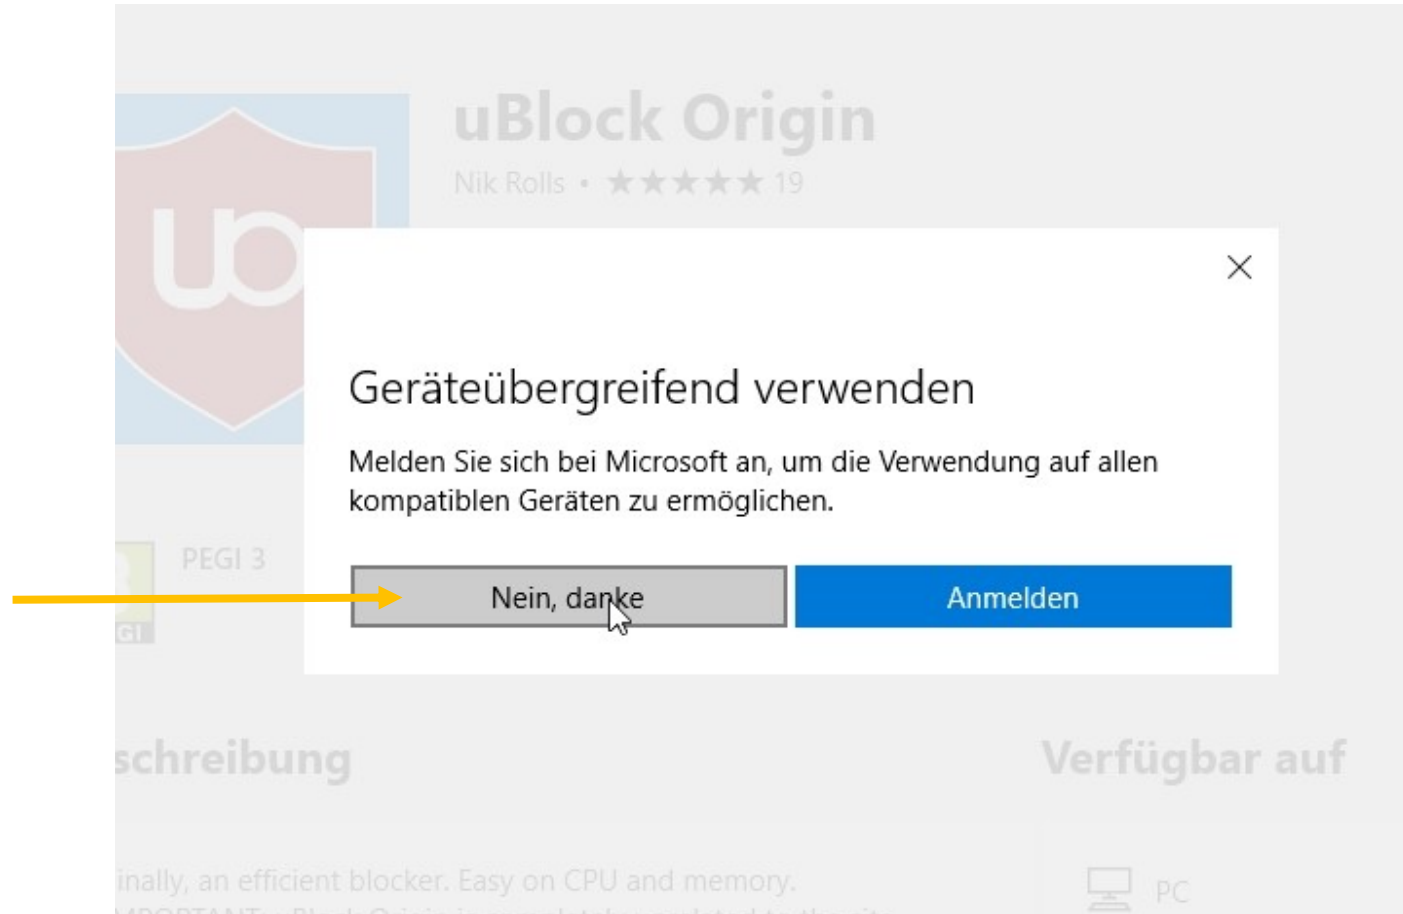 uBlock Origin
Nik Rolls • ★★★★★ 19
Geräteübergreifend verwenden
Melden Sie sich bei Microsoft an, um die Verwendung auf allen
kompatiblen Geräten zu ermöglichen.
PEGI 3
Nein, danke
Anmelden
schreibung
Verfügbar auf
inally, an efficient blocker. Easy on CPU and memory.
PC